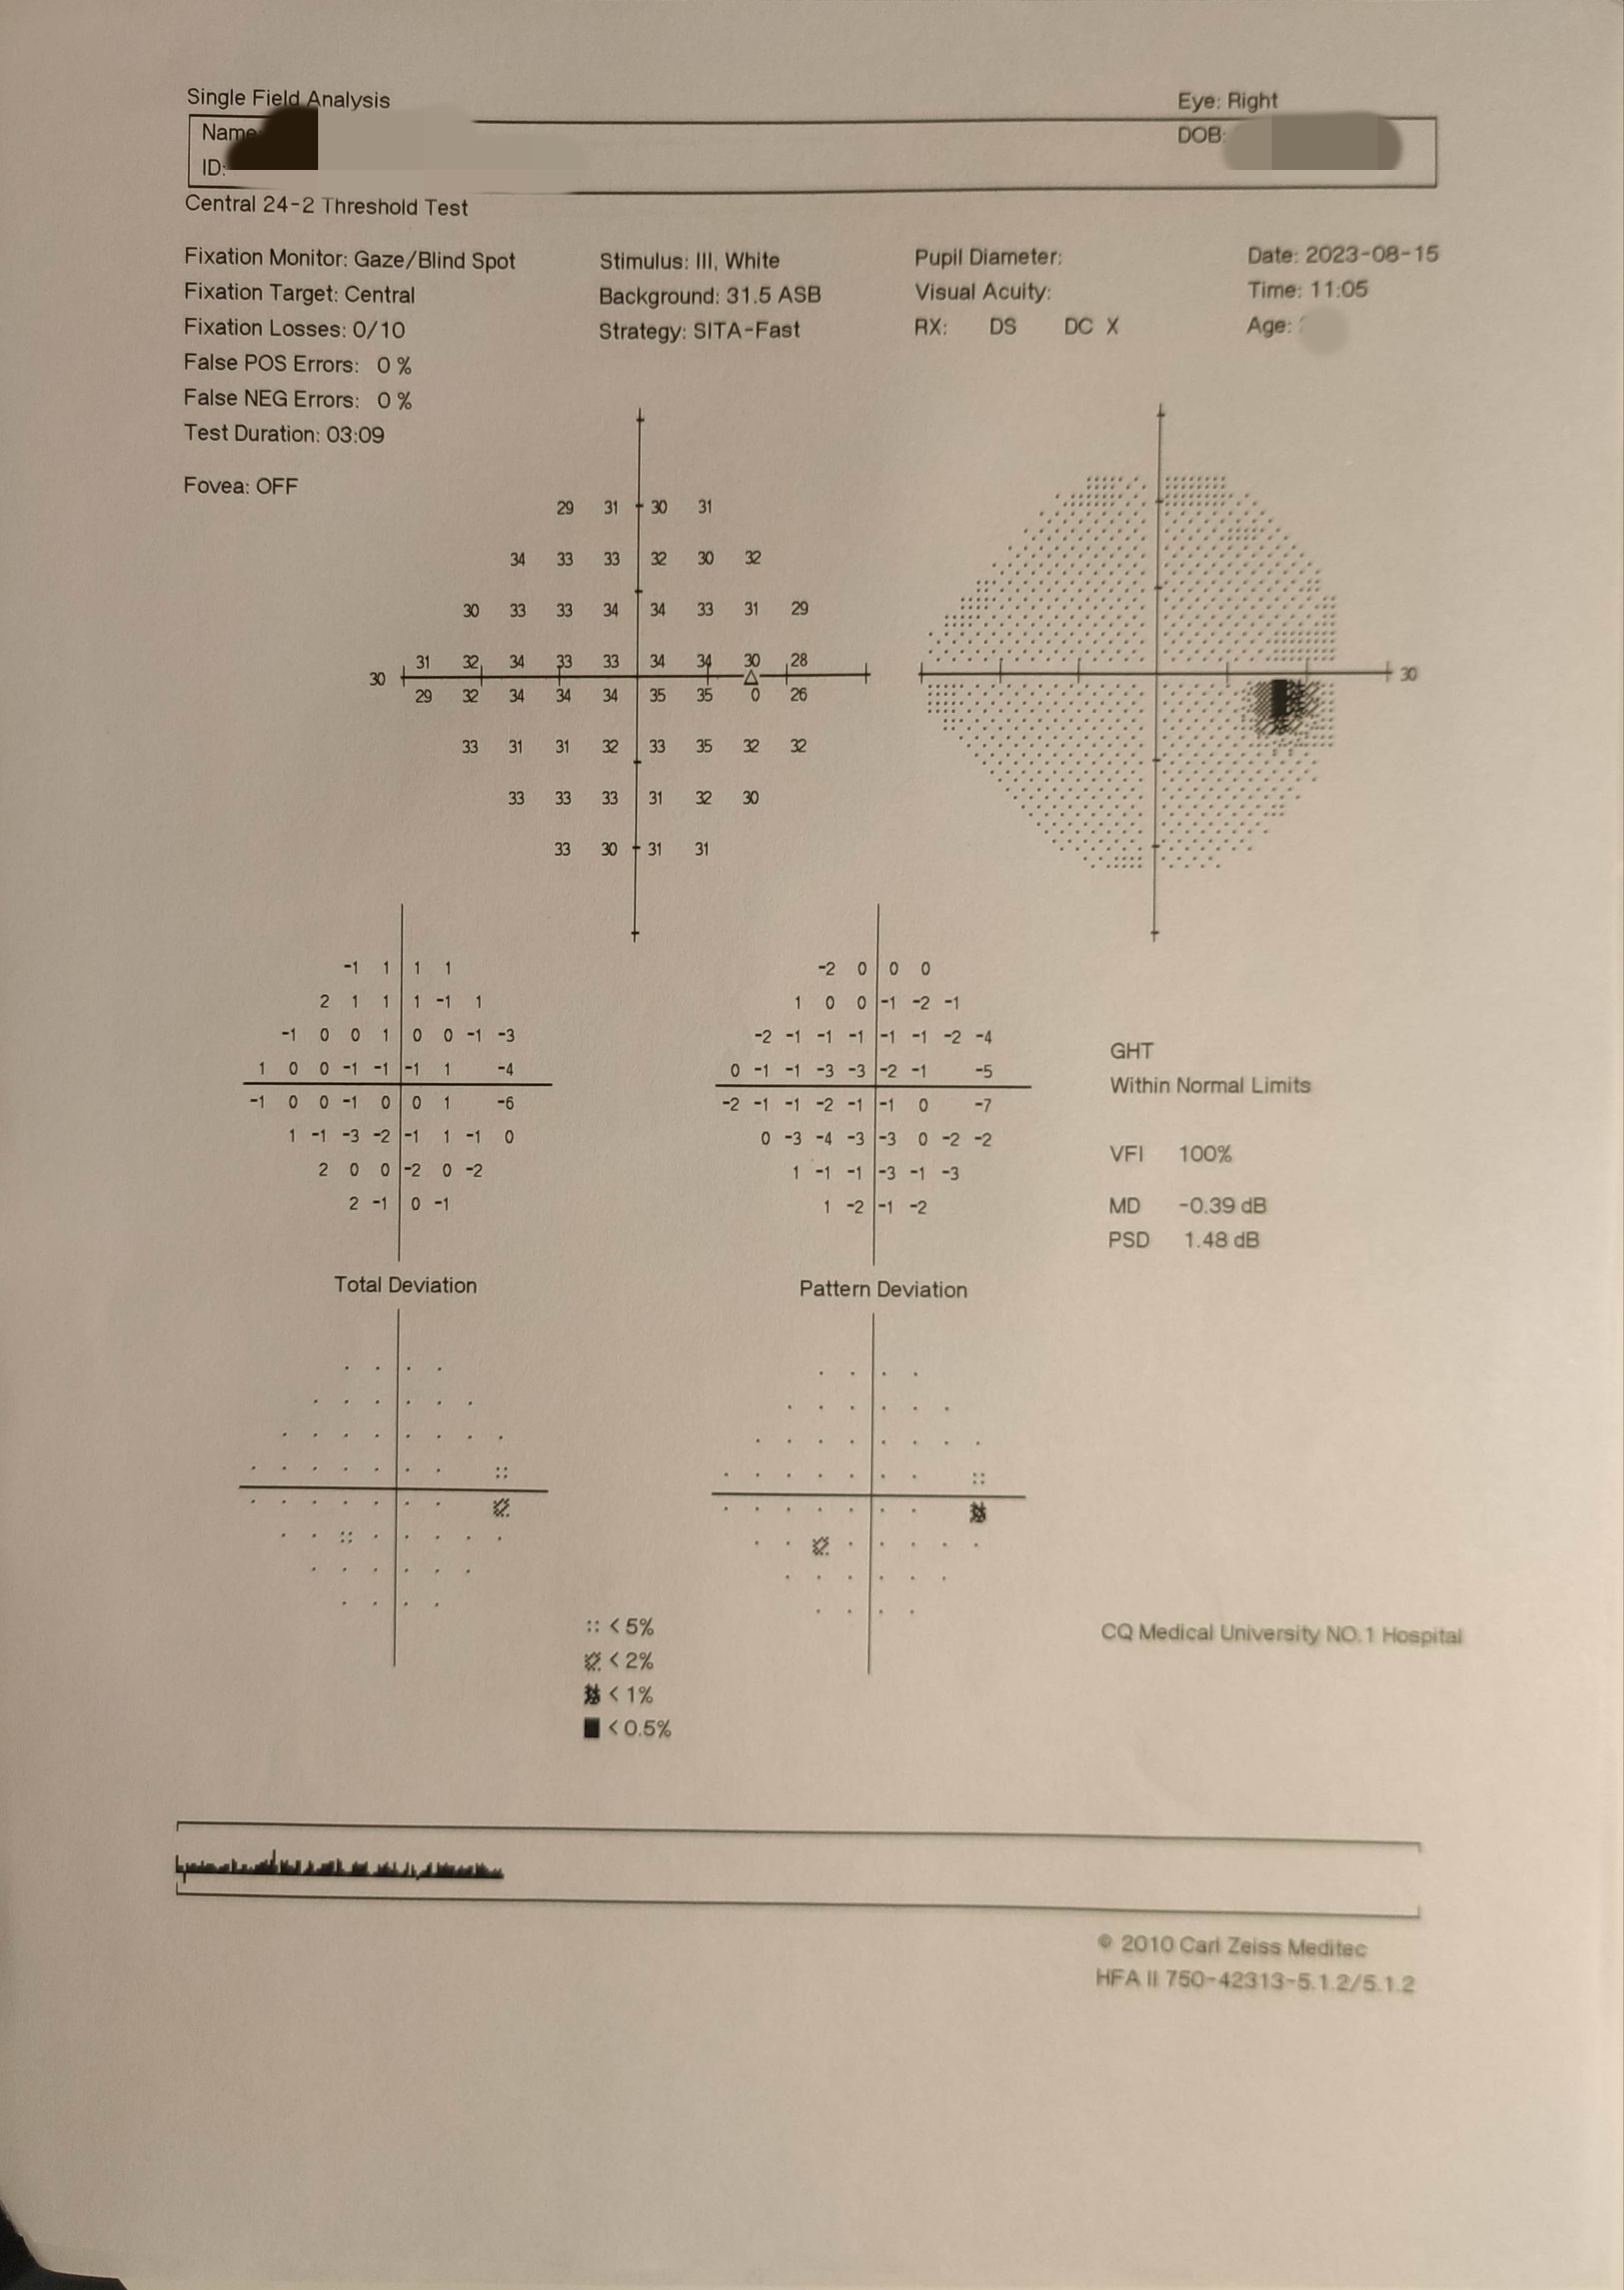 Single Field Analysis
Eye: Right
Name
DOB:
ID:
Central 24-2 Threshold Test
Fixation Monitor: Gaze/Blind Spot
Fixation Target: Central
Fixation Losses: 0/10
False POS Errors: 0 %
False NEG Errors: 0 %
Test Duration: 03:09
Fovea: OFF
Stimulus: III, White
Background: 31.5 ASB
Strategy: SITA-Fast
Pupil Diameter:
Visual Acuity:
RX: DS DC X
Date: 2023-08-15
Time: 11:05
Age:
29 31 30 31
34 33 33 32 30 32
30 33 33 34 34 33 31 29
31 32 34 33 33 34 34 30 28
30
29 32 34 34 34 35 35 0 26
33 31 31 32 33 35 32 32
33 33 33 31 32 30
33 30 31 31
30
-1 1 1 1
2 1 1 1 -1 1
-1 0 0 1 0 0 -1 -3
1 0 0 -1 -1 -1 1 -4
-1 0 0 -1 0 0 1 -6
1 -1 -3 -2 -1 1 -1 0
2 0 0 -2 0 -2
2 -1 0 -1
Total Deviation
-2 0 0 0
1 0 0 -1 -2 -1
-2 -1 -1 -1 -1 -1 -2 -4
0 -1 -1 -3 -3 -2 -1 -5
-2 -1 -1 -2 -1 -1 0 -7
0 -3 -4 -3 -3 0 -2 -2
1 -1 -1 -3 -1 -3
1 -2 -1 -2
Pattern Deviation
GHT
Within Normal Limits
VFI 100%
MD -0.39 dB
PSD 1.48 dB
< 5%
< 2%
< 1%
< 0.5%
CQ Medical University NO.1 Hospital
© 2010 Carl Zeiss Meditec
HFA II 750-42313-5.1.2/5.1.2